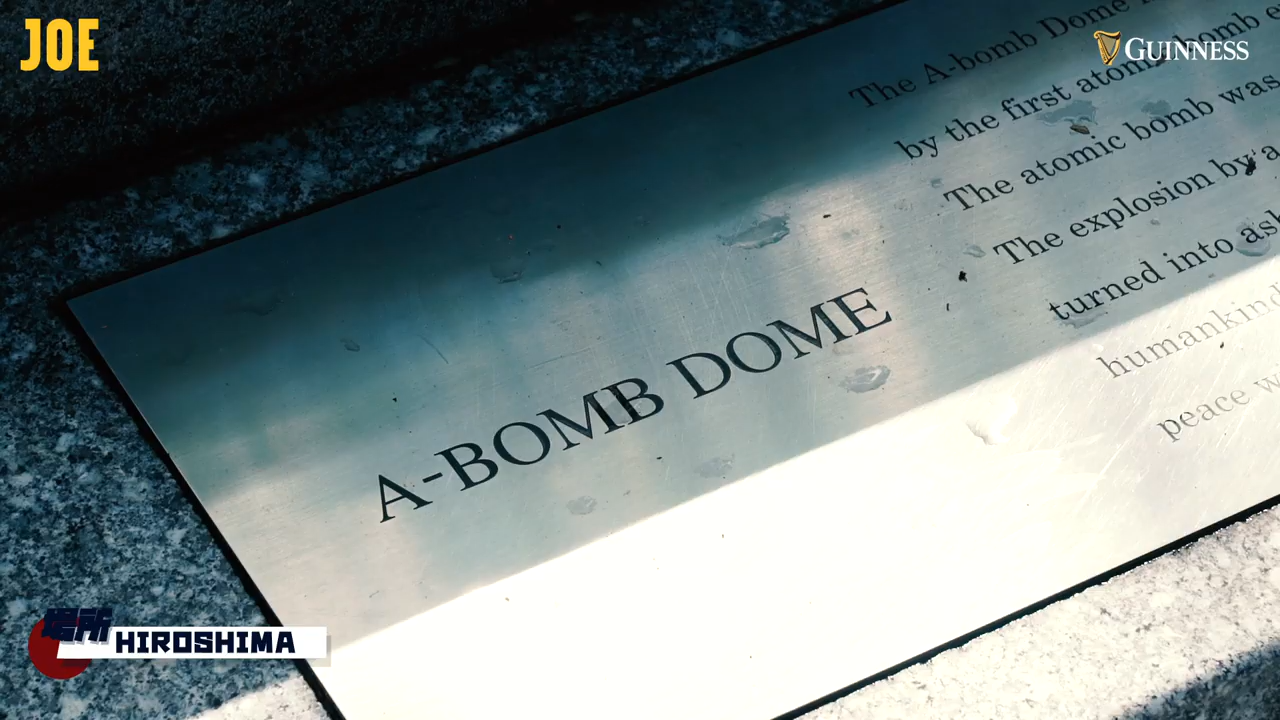 JOE
GUINNESS
The A-bomb Dome
by the first atomic bomb
The atomic bomb was
The explosion by a
turned into
humankind
peace
A-BOMB DOME
HIROSHIMA